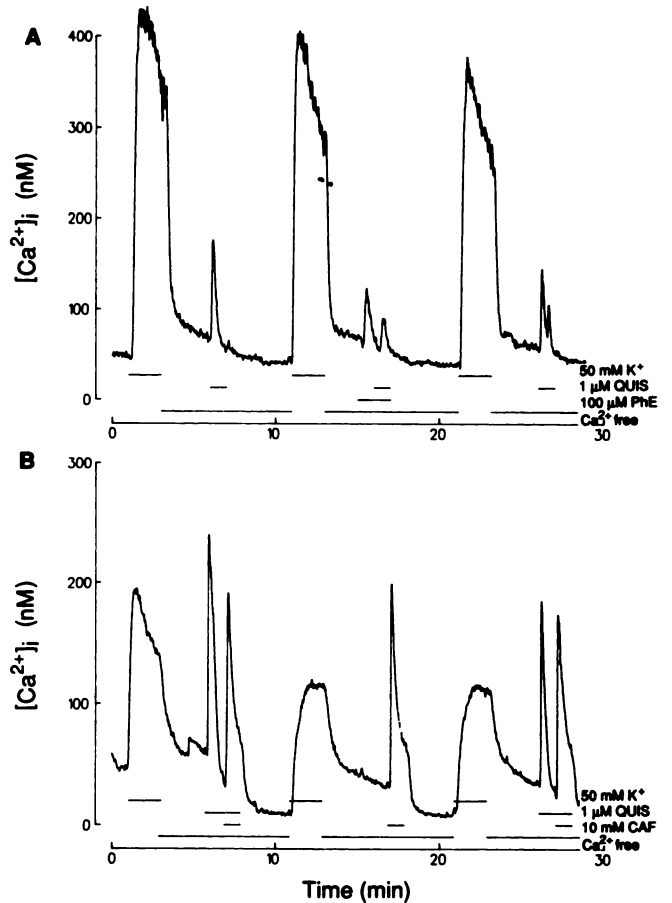 A
400
300
200
100
0
[Ca²⁺]ᵢ (nM)
50 mM K⁺
1 μM QUIS
100 μM PhE
Ca²⁺ free
0 10 20 30
B
300
200
100
0
[Ca²⁺]ᵢ (nM)
50 mM K⁺
1 μM QUIS
10 mM CAF
Ca²⁺ free
0 10 20 30
Time (min)